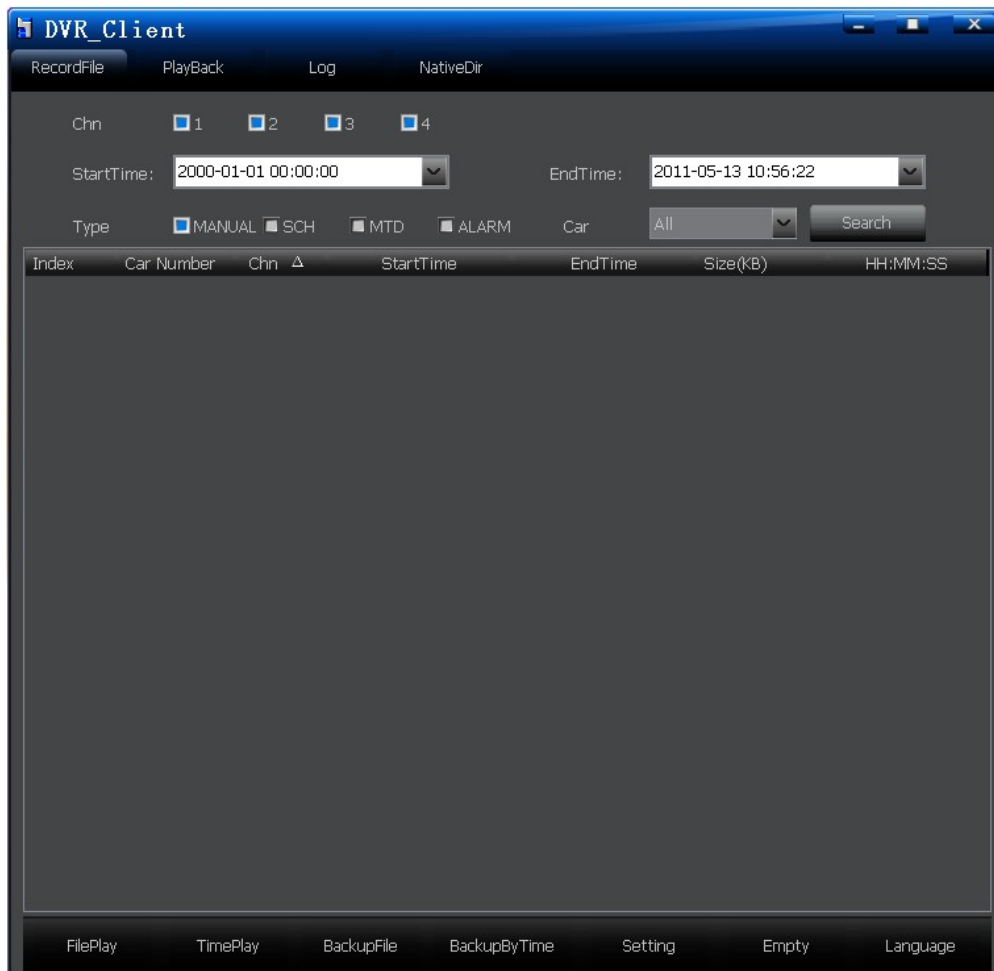 DVR_Client
RecordFile PlayBack Log NativeDir
Chn 1 2 3 4
StartTime: 2000-01-01 00:00:00 EndTime: 2011-05-13 10:56:22
Type MANUAL SCH MTD ALARM Car All Search
Index Car Number Chn Δ StartTime EndTime Size(KB) HH:MM:SS
FilePlay TimePlay BackupFile BackupByTime Setting Empty Language